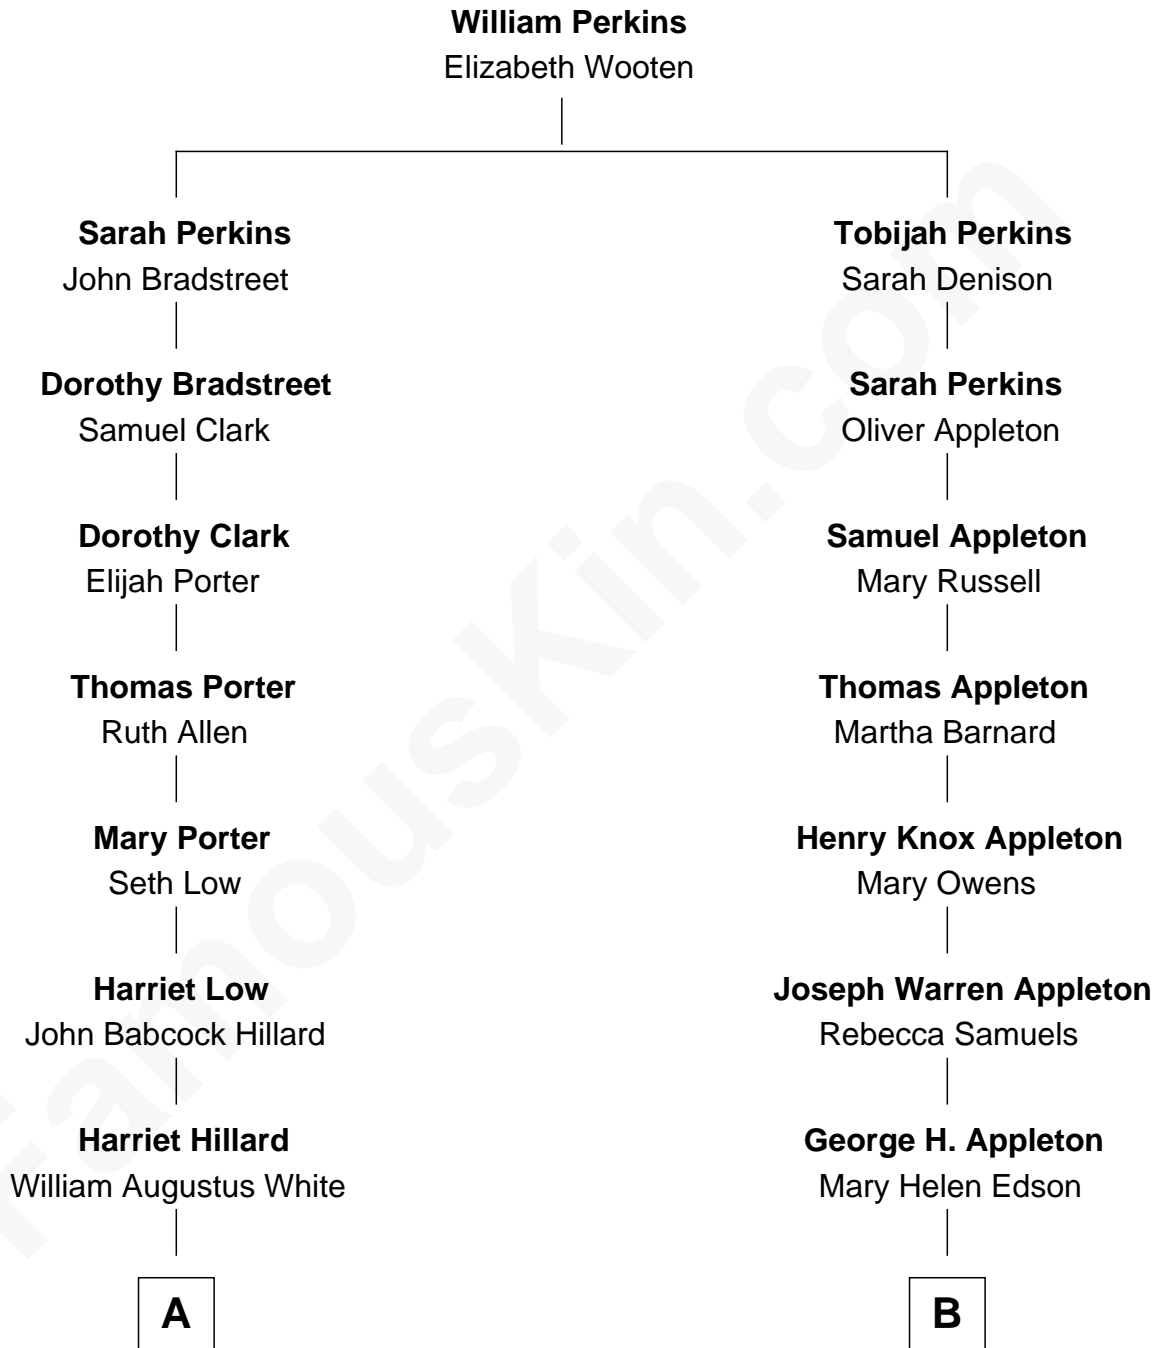 William Perkins
Elizabeth Wooten
Sarah Perkins
John Bradstreet
Tobijah Perkins
Sarah Denison
Dorothy Bradstreet
Samuel Clark
Sarah Perkins
Oliver Appleton
Dorothy Clark
Elijah Porter
Samuel Appleton
Mary Russell
Thomas Porter
Ruth Allen
Thomas Appleton
Martha Barnard
Mary Porter
Seth Low
Henry Knox Appleton
Mary Owens
Harriet Low
John Babcock Hillard
Joseph Warren Appleton
Rebecca Samuels
Harriet Hillard
William Augustus White
George H. Appleton
Mary Helen Edson
A
B
FamousKin.com